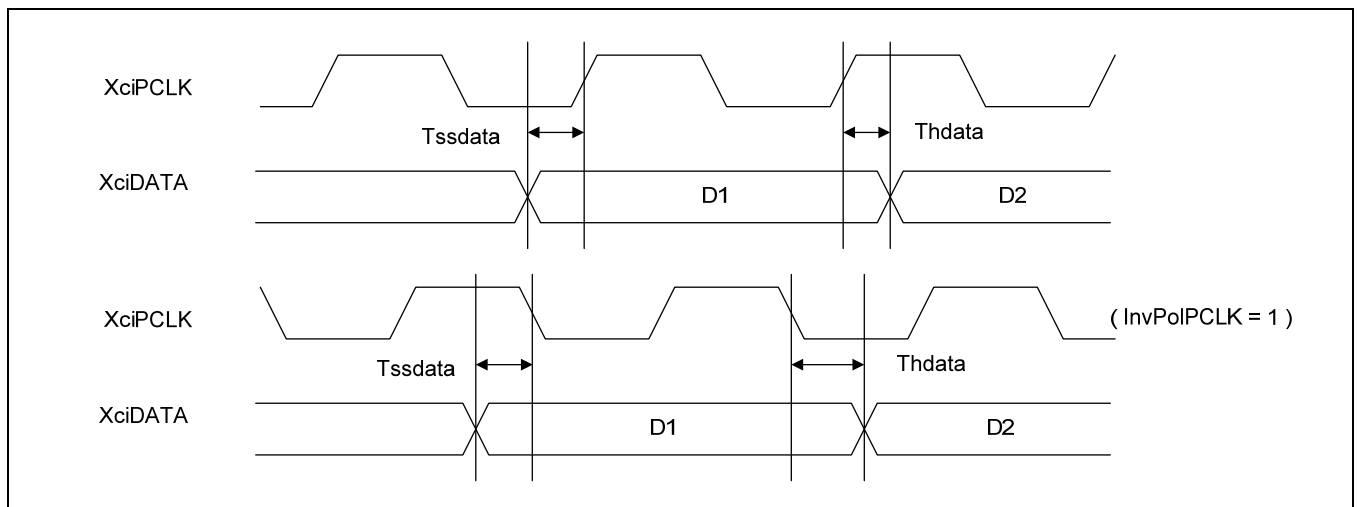 XciPCLK
Tssdata
Thdata
XciDATA
D1
D2
XciPCLK
( InvPolPCLK = 1 )
Tssdata
Thdata
XciDATA
D1
D2